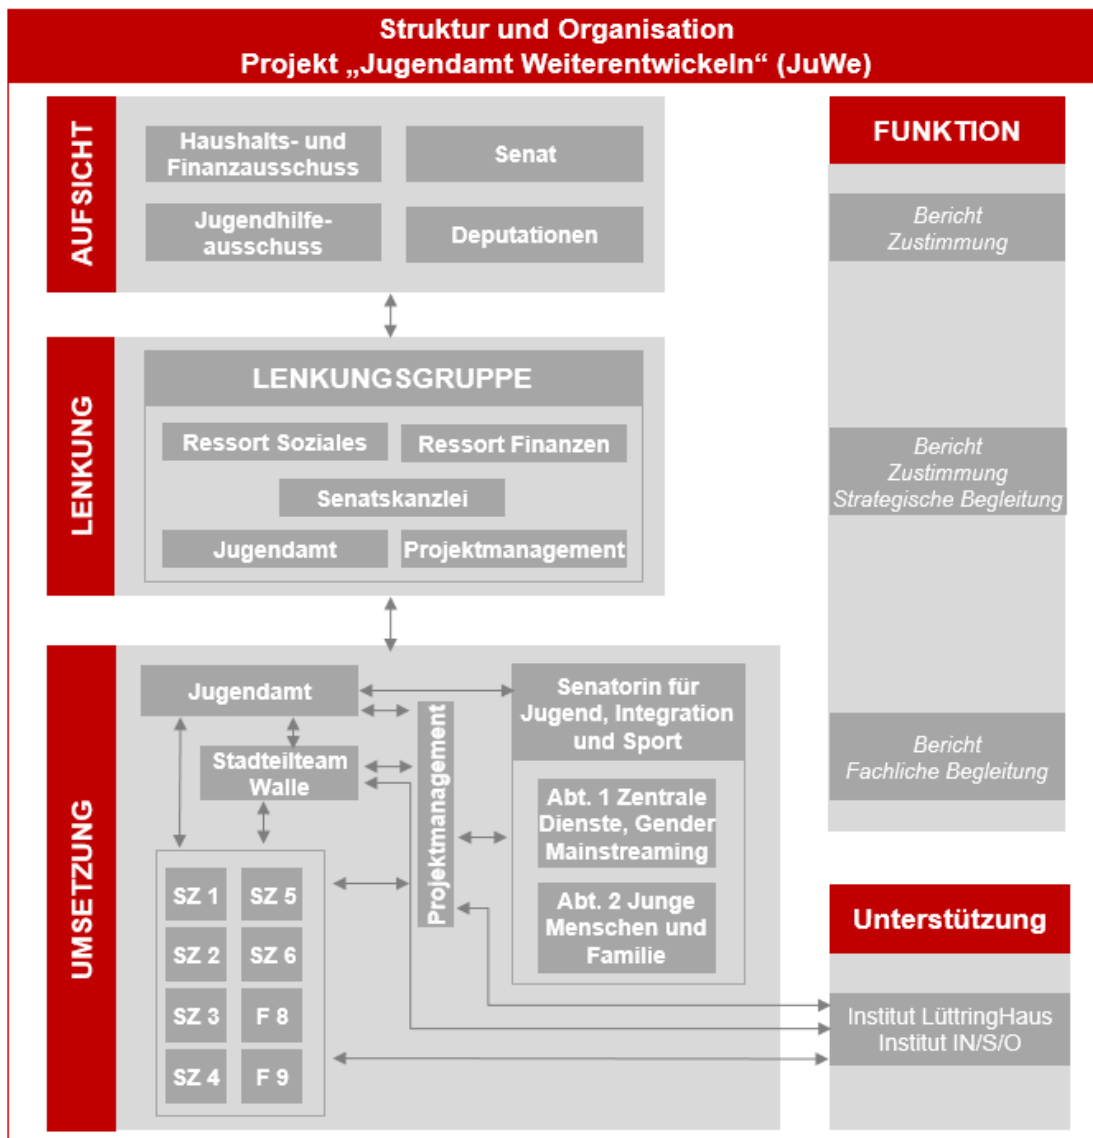 Struktur und Organisation
Projekt „Jugendamt Weiterentwickeln“ (JuWe)
AUFSICHT
Haushalts- und
Finanzausschuss
Senat
Jugendhilfe-
ausschuss
Deputationen
FUNKTION
Bericht
Zustimmung
LENKUNG
LENKUNGSGRUPPE
Ressort Soziales
Ressort Finanzen
Senatskanzlei
Jugendamt
Projektmanagement
Bericht
Zustimmung
Strategische Begleitung
UMSETZUNG
Jugendamt
Stadteilteam
Walle
Projektmanagement
Senatorin für
Jugend, Integration
und Sport
Abt. 1 Zentrale
Dienste, Gender
Mainstreaming
Abt. 2 Junge
Menschen und
Familie
SZ 1
SZ 5
SZ 2
SZ 6
SZ 3
F 8
SZ 4
F 9
Bericht
Fachliche Begleitung
Unterstützung
Institut LüttringHaus
Institut IN/S/O